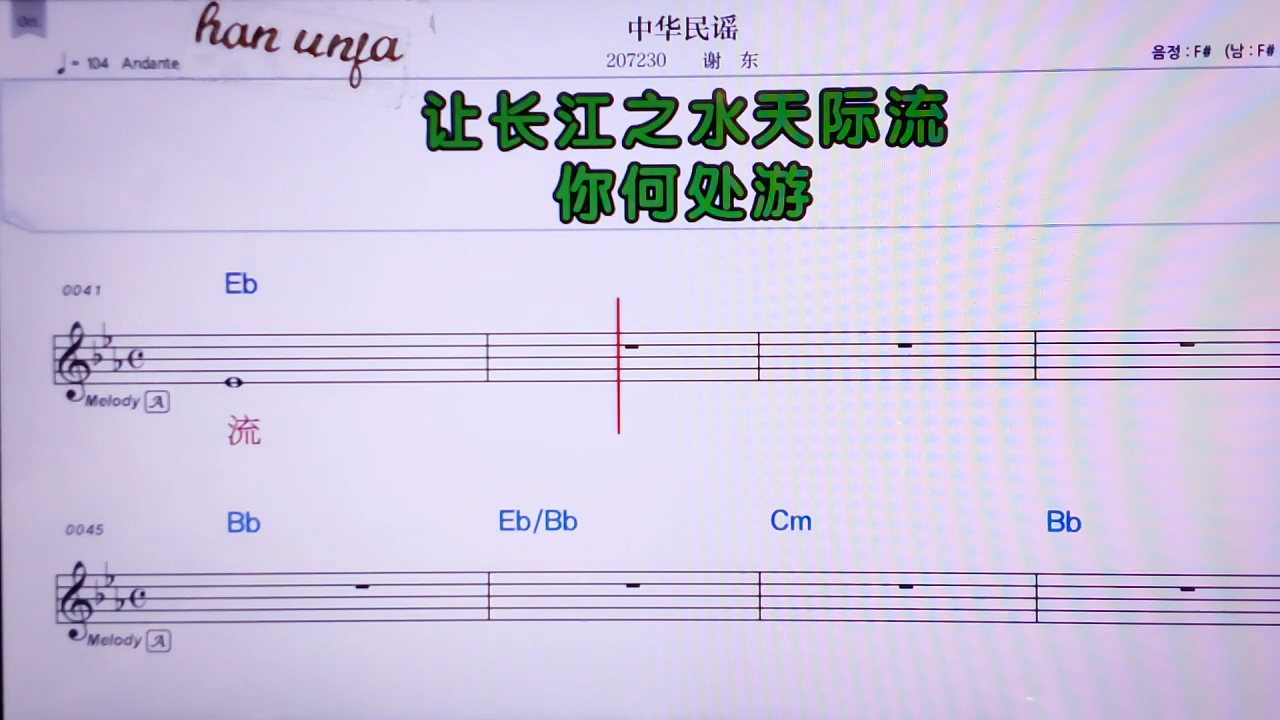 han unfa
中华民谣
♩= 104 Andante
207230 谢 东
음정 : F# (남 : F#
让长江之水天际流
你何处游
0041 Eb
Melody A
流
0045 Bb Eb/Bb Cm Bb
Melody A